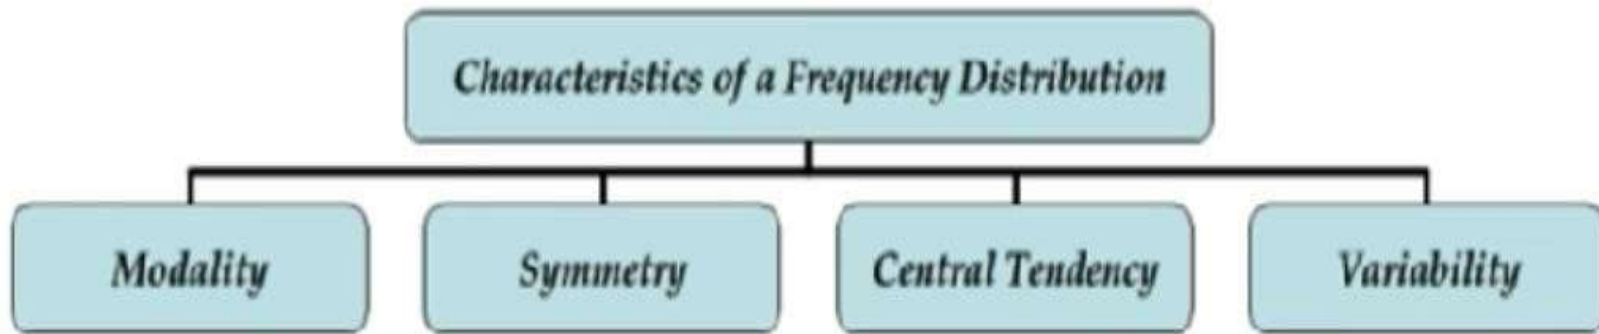 Characteristics of a Frequency Distribution
Modality
Symmetry
Central Tendency
Variability